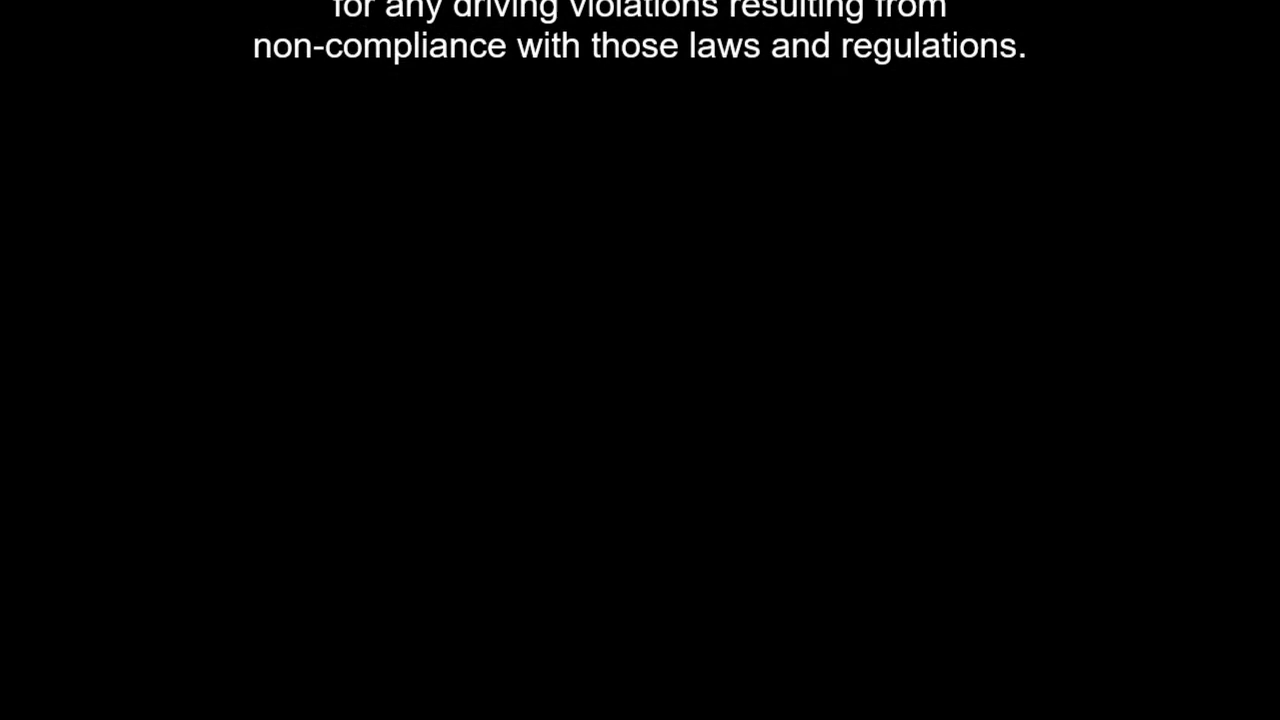 for any driving violations resulting from
non-compliance with those laws and regulations.